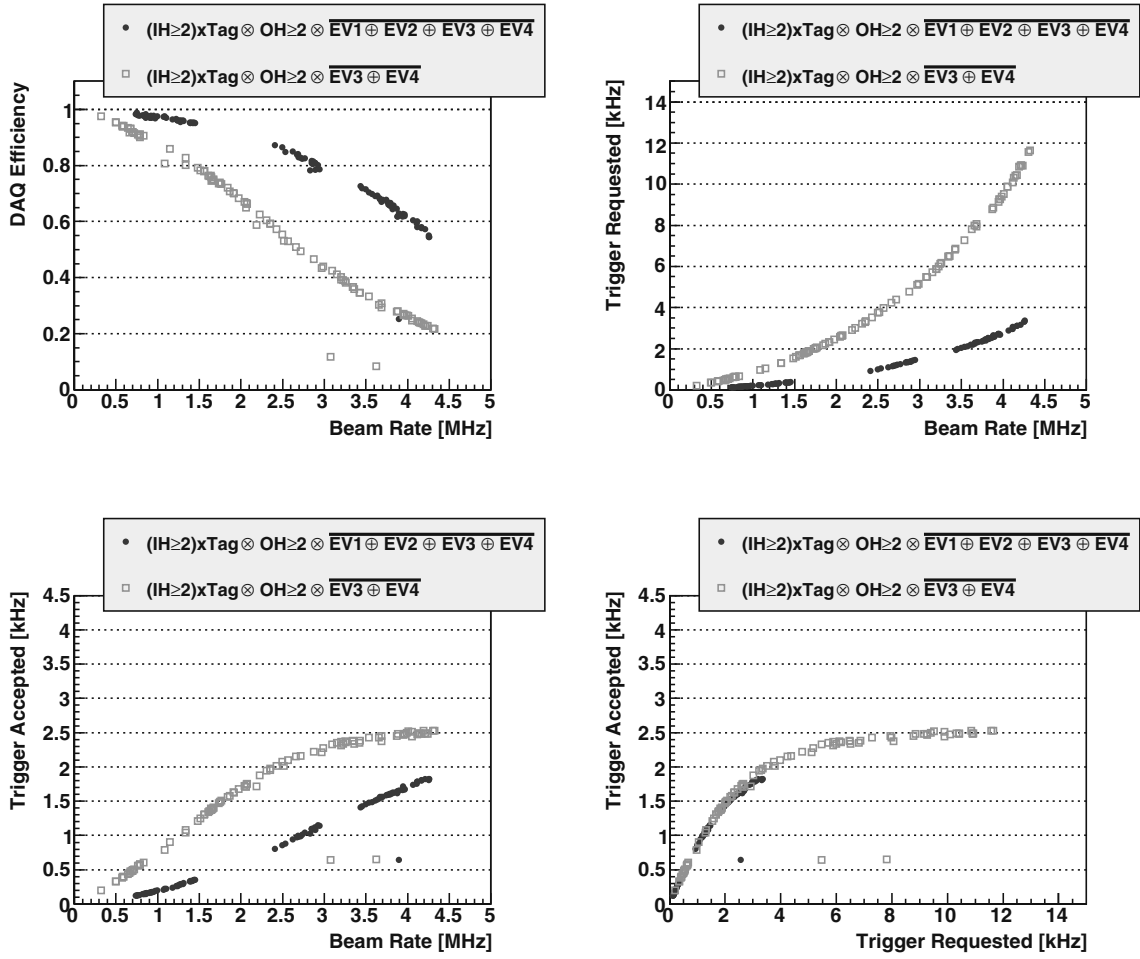 (IH≥2)xTag⊗ OH≥2 ⊗ EV1 ⊕ EV2 ⊕ EV3 ⊕ EV4
(IH≥2)xTag⊗ OH≥2 ⊗ EV3 ⊕ EV4
DAQ Efficiency
1
0.8
0.6
0.4
0.2
0
0 0.5 1 1.5 2 2.5 3 3.5 4 4.5 5
Beam Rate [MHz]
(IH≥2)xTag⊗ OH≥2 ⊗ EV1 ⊕ EV2 ⊕ EV3 ⊕ EV4
(IH≥2)xTag⊗ OH≥2 ⊗ EV3 ⊕ EV4
Trigger Requested [kHz]
14
12
10
8
6
4
2
0
0 0.5 1 1.5 2 2.5 3 3.5 4 4.5 5
Beam Rate [MHz]
(IH≥2)xTag⊗ OH≥2 ⊗ EV1 ⊕ EV2 ⊕ EV3 ⊕ EV4
(IH≥2)xTag⊗ OH≥2 ⊗ EV3 ⊕ EV4
Trigger Accepted [kHz]
4.5
4
3.5
3
2.5
2
1.5
1
0.5
0
0 0.5 1 1.5 2 2.5 3 3.5 4 4.5 5
Beam Rate [MHz]
(IH≥2)xTag⊗ OH≥2 ⊗ EV1 ⊕ EV2 ⊕ EV3 ⊕ EV4
(IH≥2)xTag⊗ OH≥2 ⊗ EV3 ⊕ EV4
Trigger Accepted [kHz]
4.5
4
3.5
3
2.5
2
1.5
1
0.5
0
0 2 4 6 8 10 12 14
Trigger Requested [kHz]